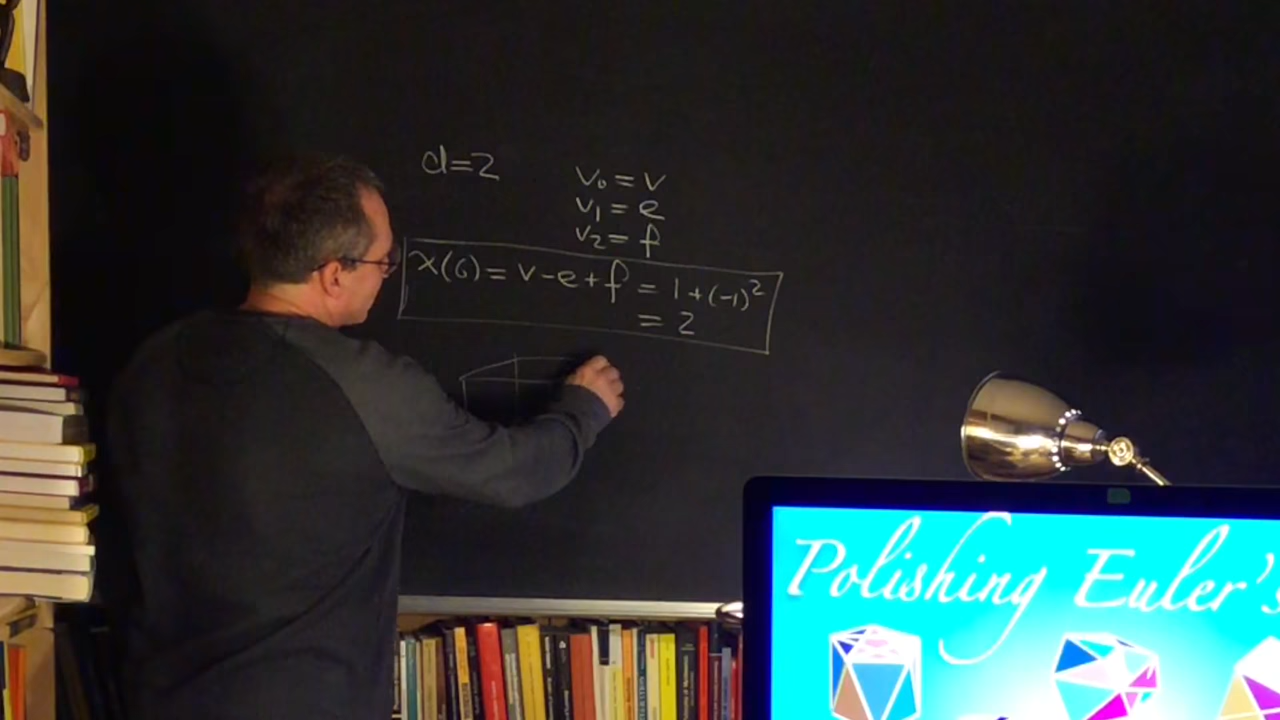 d=2
v₀ = v
v₁ = e
v₂ = f
χ(G) = v-e+f = 1+(-1)²
= 2
Polishing Euler's